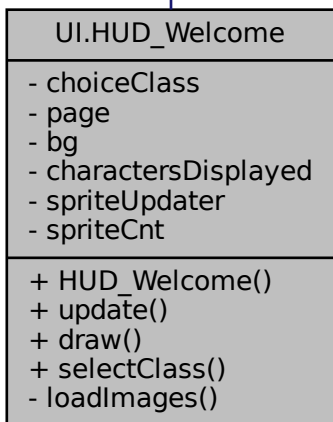 UI.HUD_Welcome
- choiceClass
- page
- bg
- charactersDisplayed
- spriteUpdater
- spriteCnt
+ HUD_Welcome()
+ update()
+ draw()
+ selectClass()
- loadImages()